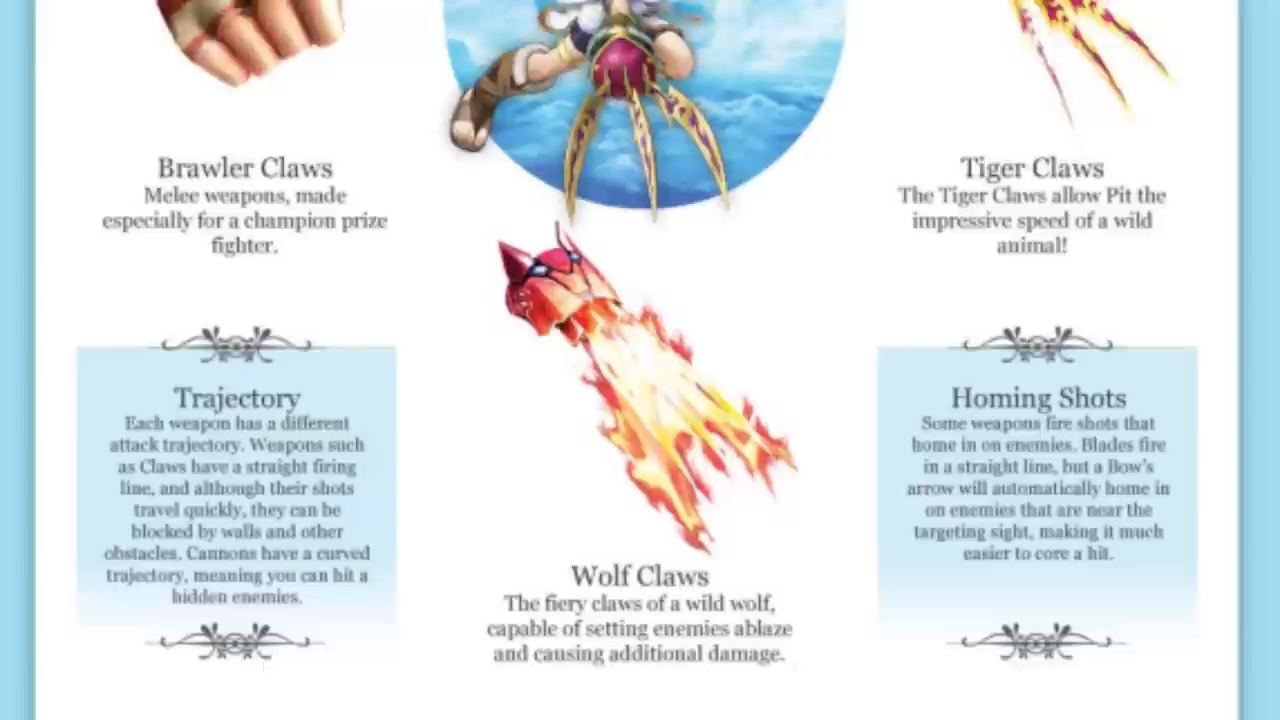 Brawler Claws
Melee weapons, made
especially for a champion prize
fighter.
Tiger Claws
The Tiger Claws allow Pit the
impressive speed of a wild
animal!
Trajectory
Each weapon has a different
attack trajectory. Weapons such
as Claws have a straight firing
line, and although their shots
travel quickly, they can be
blocked by walls and other
obstacles. Cannons have a curved
trajectory, meaning you can hit a
hidden enemies.
Homing Shots
Some weapons fire shots that
home in on enemies. Blades fire
in a straight line, but a Bow's
arrow will automatically home in
on enemies that are near the
targeting sight, making it much
easier to core a hit.
Wolf Claws
The fiery claws of a wild wolf,
capable of setting enemies ablaze
and causing additional damage.